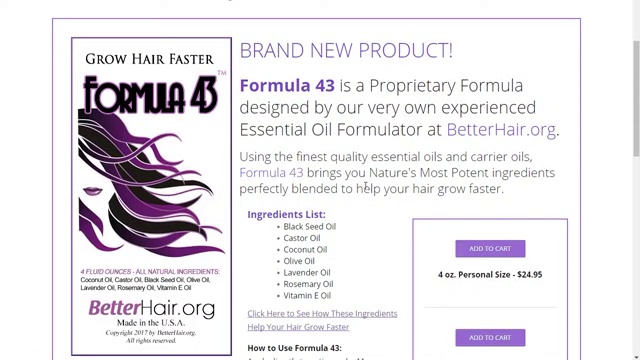 GROW HAIR FASTER
FORMULA 43™
4 FLUID OUNCES - ALL NATURAL INGREDIENTS:
Coconut Oil, Castor Oil, Black Seed Oil, Olive Oil,
Lavender Oil, Rosemary Oil, Vitamin E Oil
BetterHair.org
Made in the U.S.A.
Copyright 2017 by BetterHair.org.
All rights reserved.
BRAND NEW PRODUCT!
Formula 43 is a Proprietary Formula
designed by our very own experienced
Essential Oil Formulator at BetterHair.org.
Using the finest quality essential oils and carrier oils,
Formula 43 brings you Nature's Most Potent ingredients
perfectly blended to help your hair grow faster.
Ingredients List:
• Black Seed Oil
• Castor Oil
• Coconut Oil
• Olive Oil
• Lavender Oil
• Rosemary Oil
• Vitamin E Oil
Click Here to See How These Ingredients
Help Your Hair Grow Faster
How to Use Formula 43:
ADD TO CART
4 oz. Personal Size - $24.95
ADD TO CART